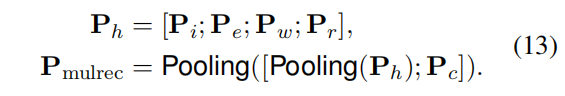 P_h = [P_i; P_e; P_w; P_r],
P_mulrec = Pooling([Pooling(P_h); P_c]).
(13)